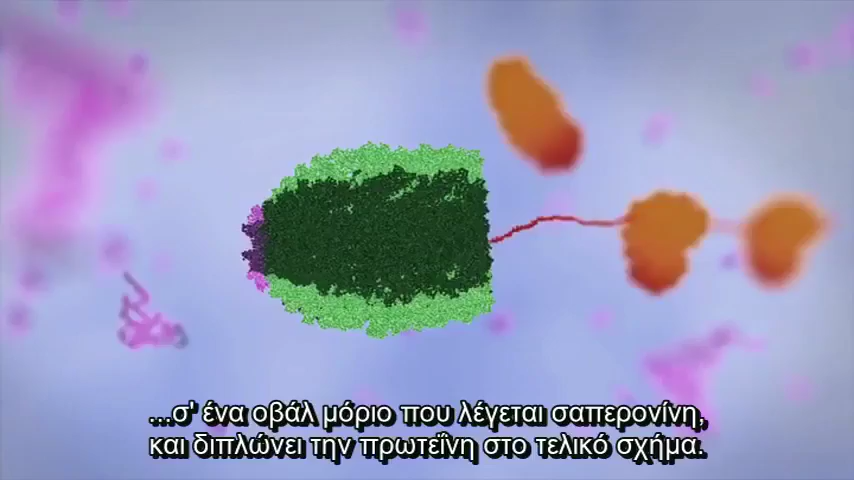 ...σ' ένα οβάλ μόριο που λέγεται σαπερονίνη,
και διπλώνει την πρωτεΐνη στο τελικό σχήμα.